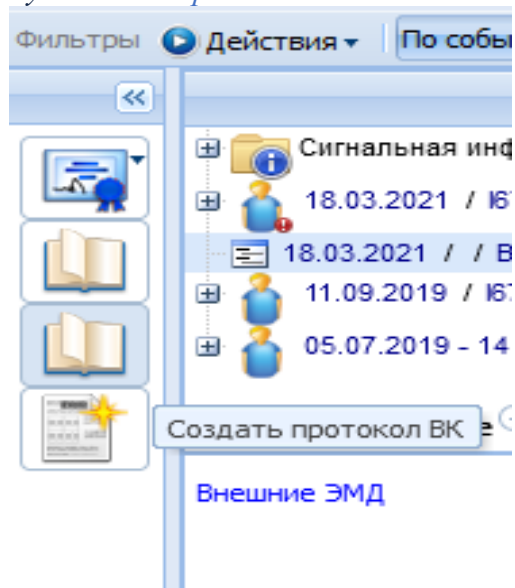 Фильтры Действия По собы
Сигнальная инф
18.03.2021 / I6
18.03.2021 / / В
11.09.2019 / I67
05.07.2019 - 14
Создать протокол ВК
Внешние ЭМД